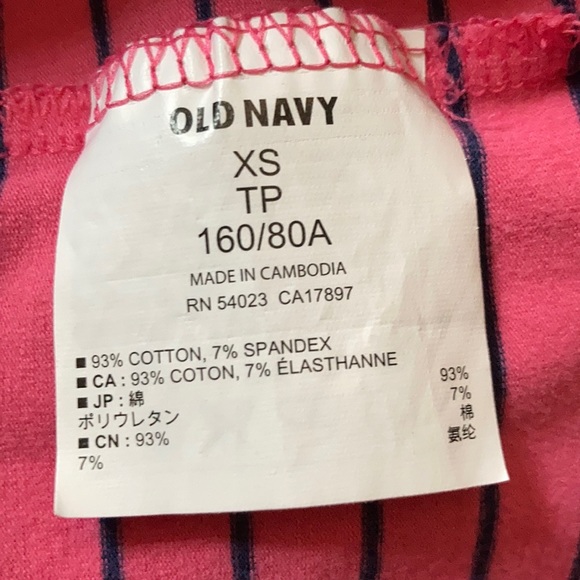 OLD NAVY
XS
TP
160/80A
MADE IN CAMBODIA
RN 54023 CA17897
■ 93% COTTON, 7% SPANDEX
■ CA : 93% COTON, 7% ÉLASTHANNE
■ JP : 綿 93%
ポリウレタン 7%
■ CN : 93% 棉
7% 氨纶